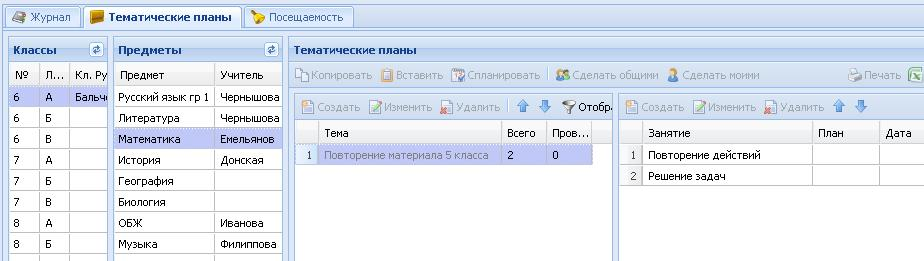 Журнал Тематические планы Посещаемость
Классы Предметы Тематические планы
Копировать Вставить Спланировать Сделать общими Сделать моими Печать
№ Л... Кл. Ру Предмет Учитель
6 А Бальч Русский язык гр 1 Чернышова
Создать Изменить Удалить Отобра Создать Изменить Удалить
6 Б Литература Чернышова
Тема Всего Пров... Занятие План Дата
6 В Математика Емельянов
1 Повторение материала 5 класса 2 0 1 Повторение действий
7 А История Донская
2 Решение задач
7 Б География
7 В Биология
8 А ОБЖ Иванова
8 Б Музыка Филиппова